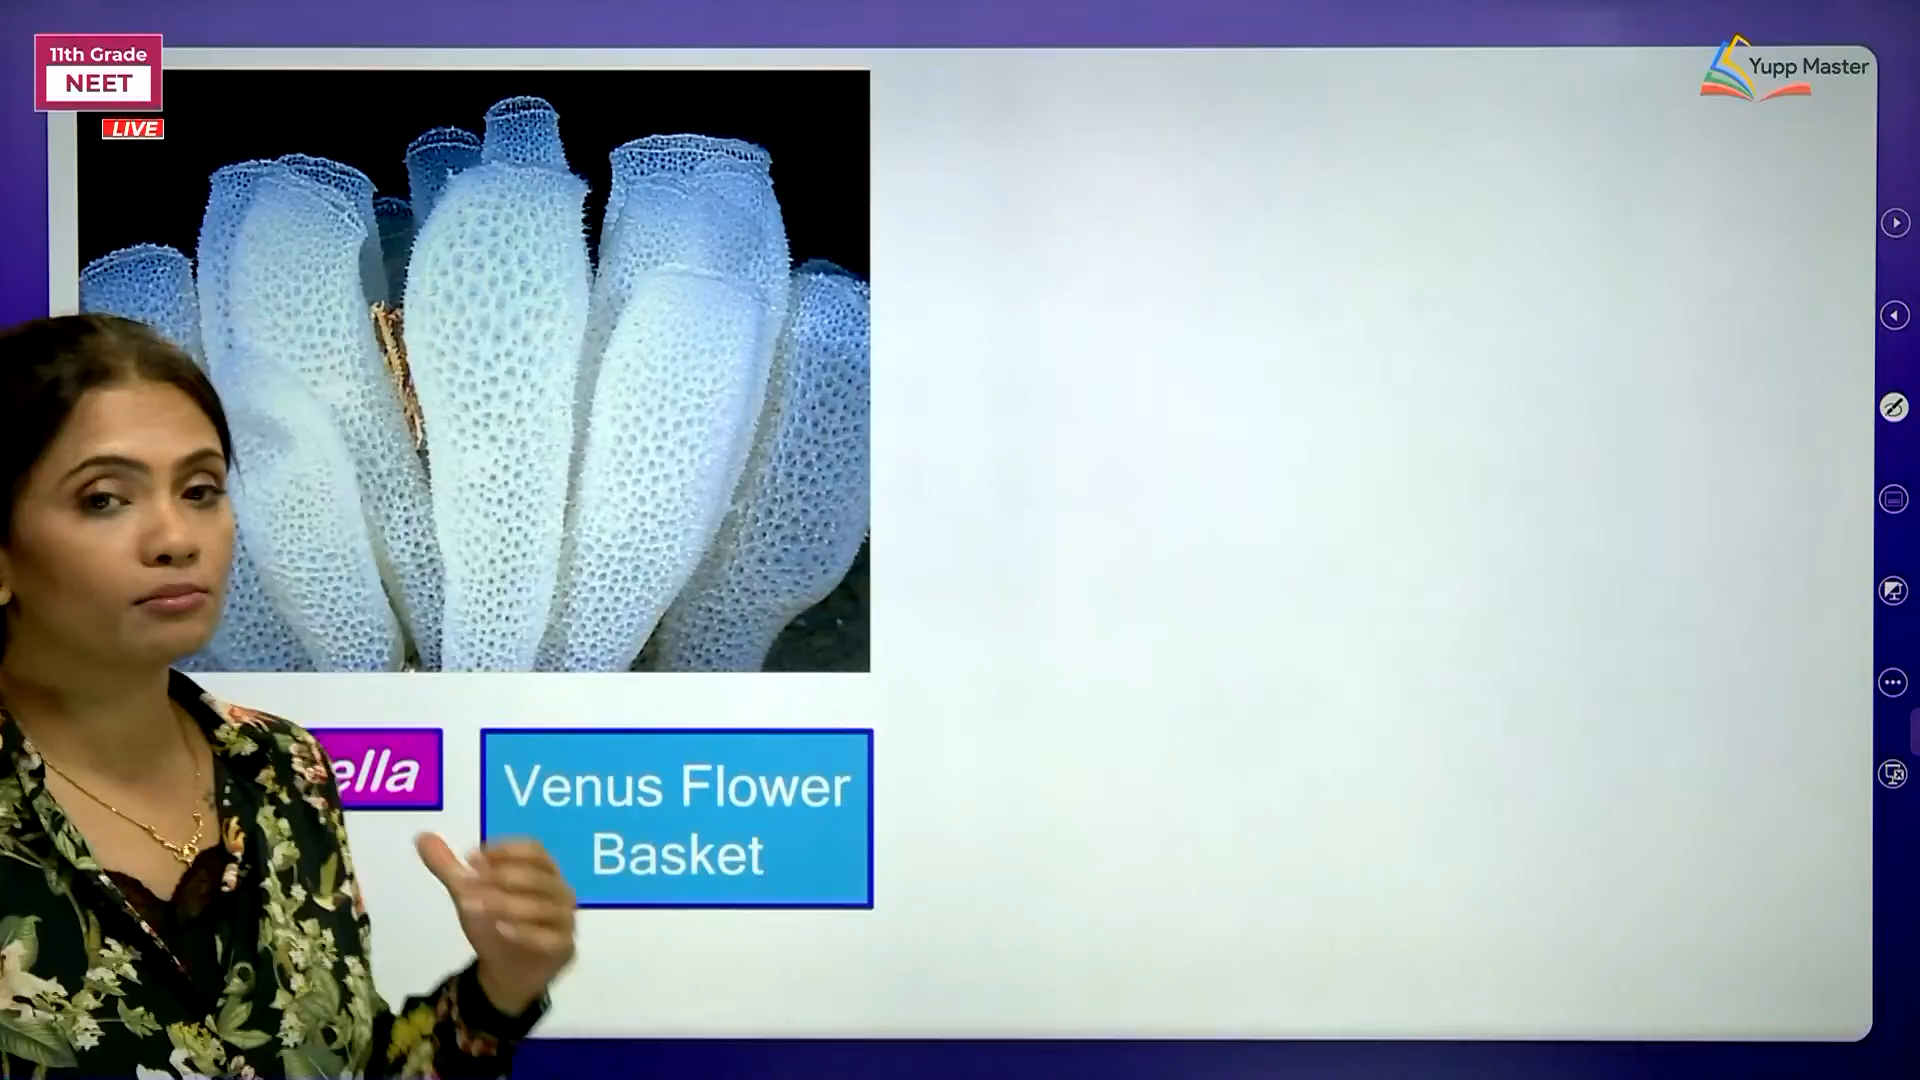 11th Grade
NEET
LIVE
Yupp Master
ella
Venus Flower
Basket